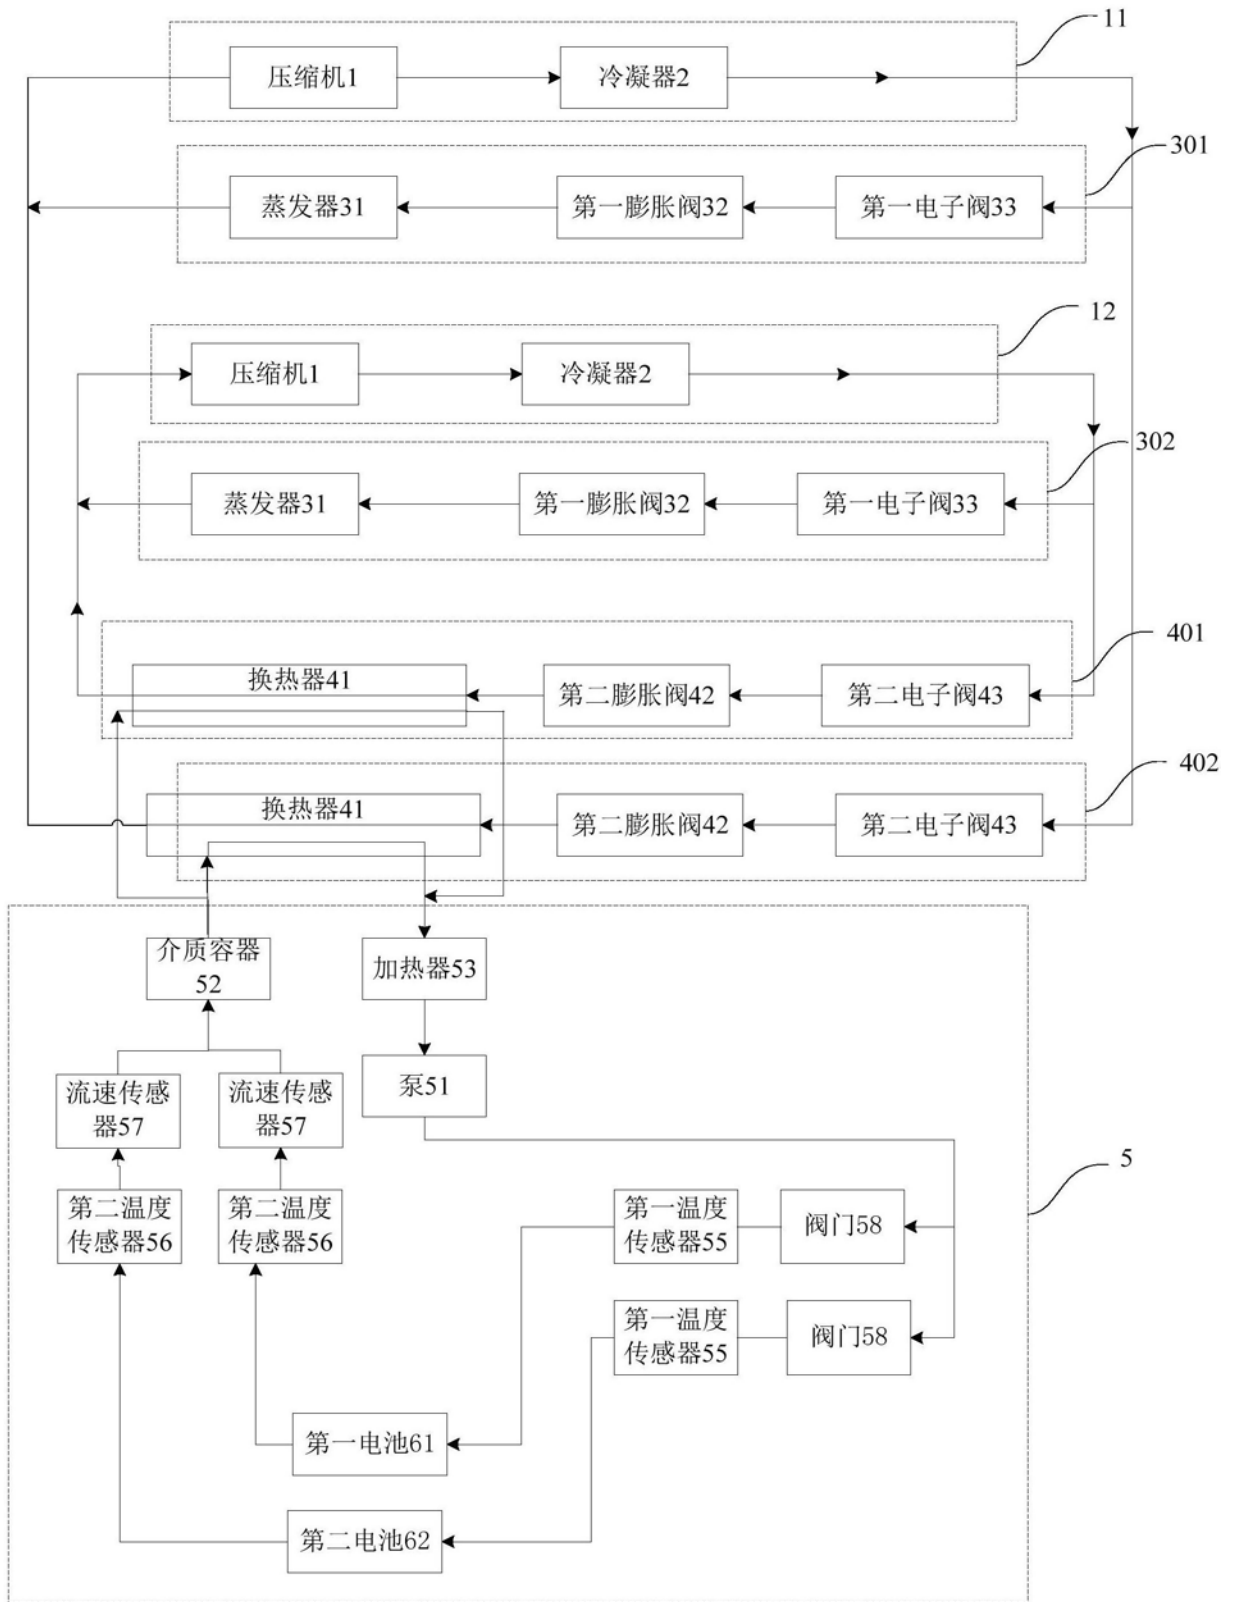 11
压缩机1
冷凝器2
301
蒸发器31
第一膨胀阀32
第一电子阀33
12
压缩机1
冷凝器2
302
蒸发器31
第一膨胀阀32
第一电子阀33
401
换热器41
第二膨胀阀42
第二电子阀43
402
换热器41
第二膨胀阀42
第二电子阀43
介质容器
52
加热器53
流速传感
器57
流速传感
器57
泵51
5
第二温度
传感器56
第二温度
传感器56
第一温度
传感器55
阀门58
第一温度
传感器55
阀门58
第一电池61
第二电池62